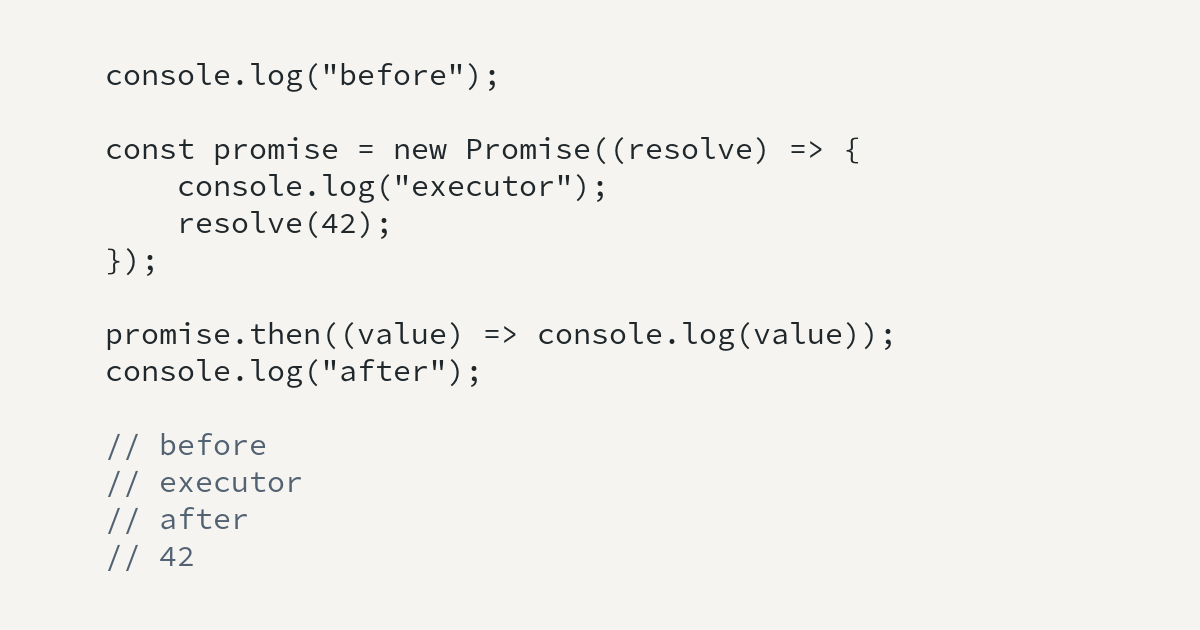 console.log("before");

const promise = new Promise((resolve) => {
    console.log("executor");
    resolve(42);
});

promise.then((value) => console.log(value));
console.log("after");

// before
// executor
// after
// 42